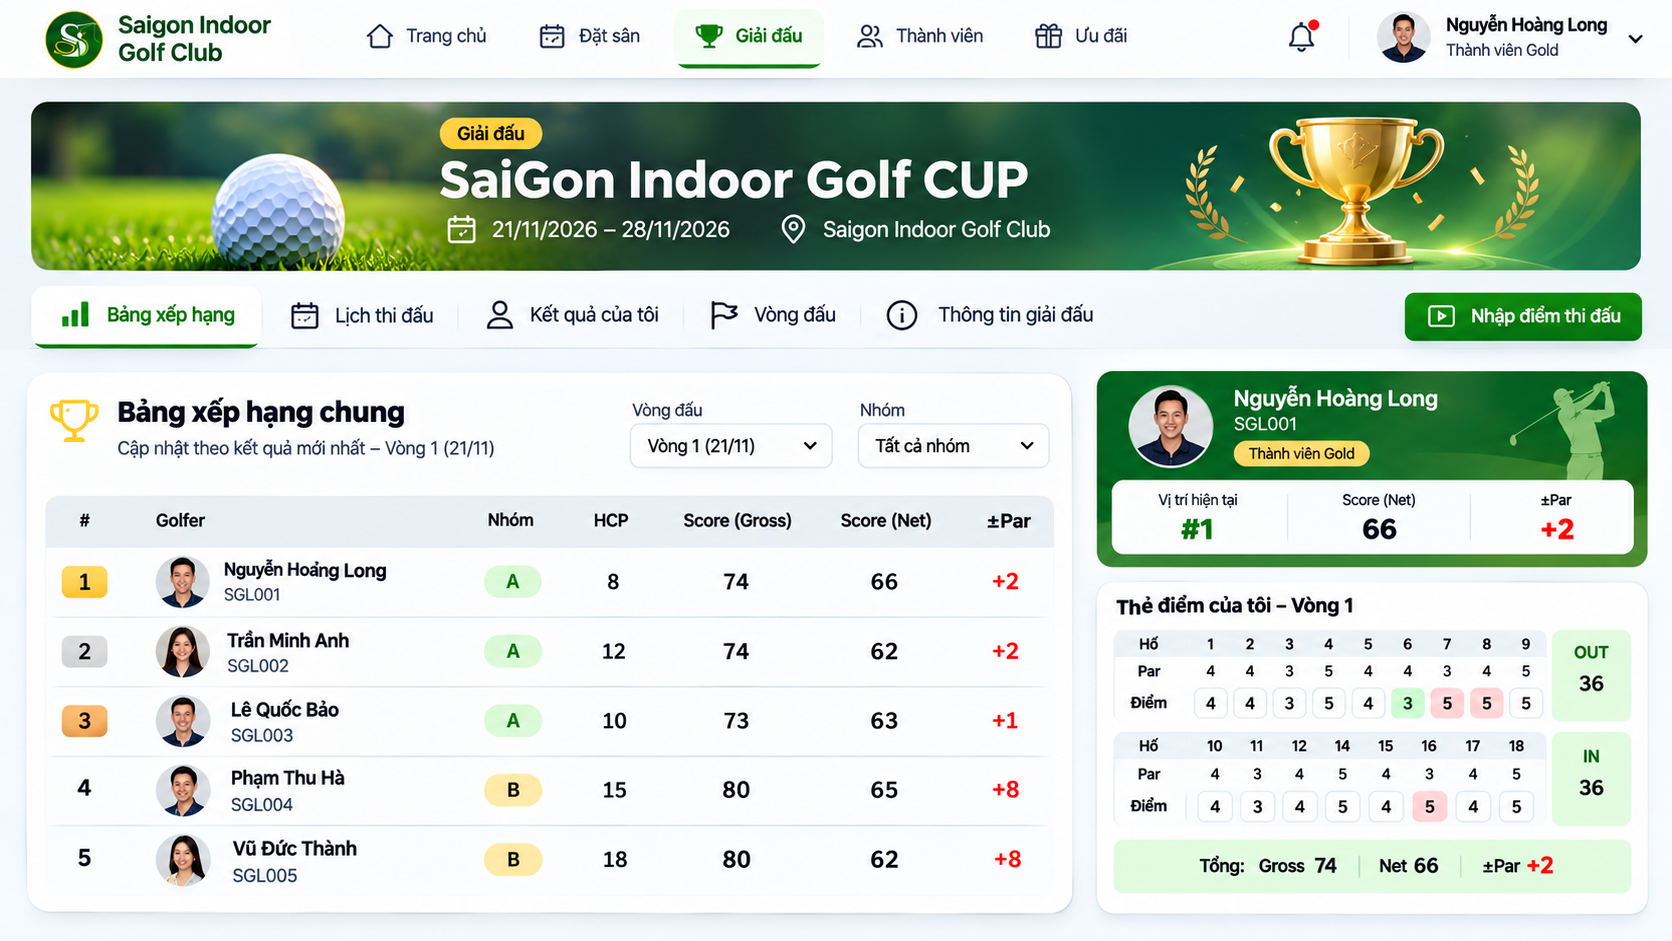 Saigon Indoor
Golf Club
Trang chủ
Đặt sân
Giải đấu
Thành viên
Ưu đãi
Nguyễn Hoàng Long
Thành viên Gold
Giải đấu
SaiGon Indoor Golf CUP
21/11/2026 – 28/11/2026
Saigon Indoor Golf Club
Bảng xếp hạng
Lịch thi đấu
Kết quả của tôi
Vòng đấu
Thông tin giải đấu
Nhập điểm thi đấu
Bảng xếp hạng chung
Cập nhật theo kết quả mới nhất – Vòng 1 (21/11)
Vòng đấu
Vòng 1 (21/11)
Nhóm
Tất cả nhóm
# Golfer Nhóm HCP Score (Gross) Score (Net) ±Par
1 Nguyễn Hoảng Long A 8 74 66 +2
SGL001
2 Trần Minh Anh A 12 74 62 +2
SGL002
3 Lê Quốc Bảo A 10 73 63 +1
SGL003
4 Phạm Thu Hà B 15 80 65 +8
SGL004
5 Vũ Đức Thành B 18 80 62 +8
SGL005
Nguyễn Hoàng Long
SGL001
Thành viên Gold
Vị trí hiện tại Score (Net) ±Par
#1 66 +2
Thẻ điểm của tôi – Vòng 1
Hố 1 2 3 4 5 6 7 8 9
Par 4 4 3 5 4 4 3 4 5
Điểm 4 4 3 5 4 3 5 5 5
OUT
36
Hố 10 11 12 14 15 16 17 18
Par 4 3 4 5 4 3 4 5
Điểm 4 3 4 5 4 5 4 5
IN
36
Tổng: Gross 74 Net 66 ±Par +2